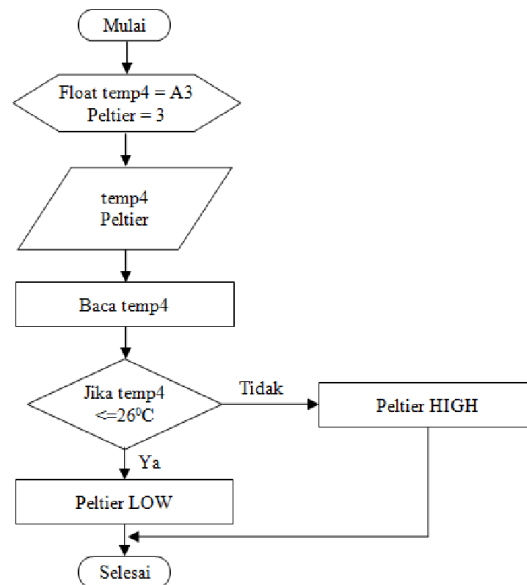 Mulai
Float temp4 = A3
Peltier = 3
temp4
Peltier
Baca temp4
Jika temp4
<=26⁰C
Tidak
Peltier HIGH
Ya
Peltier LOW
Selesai